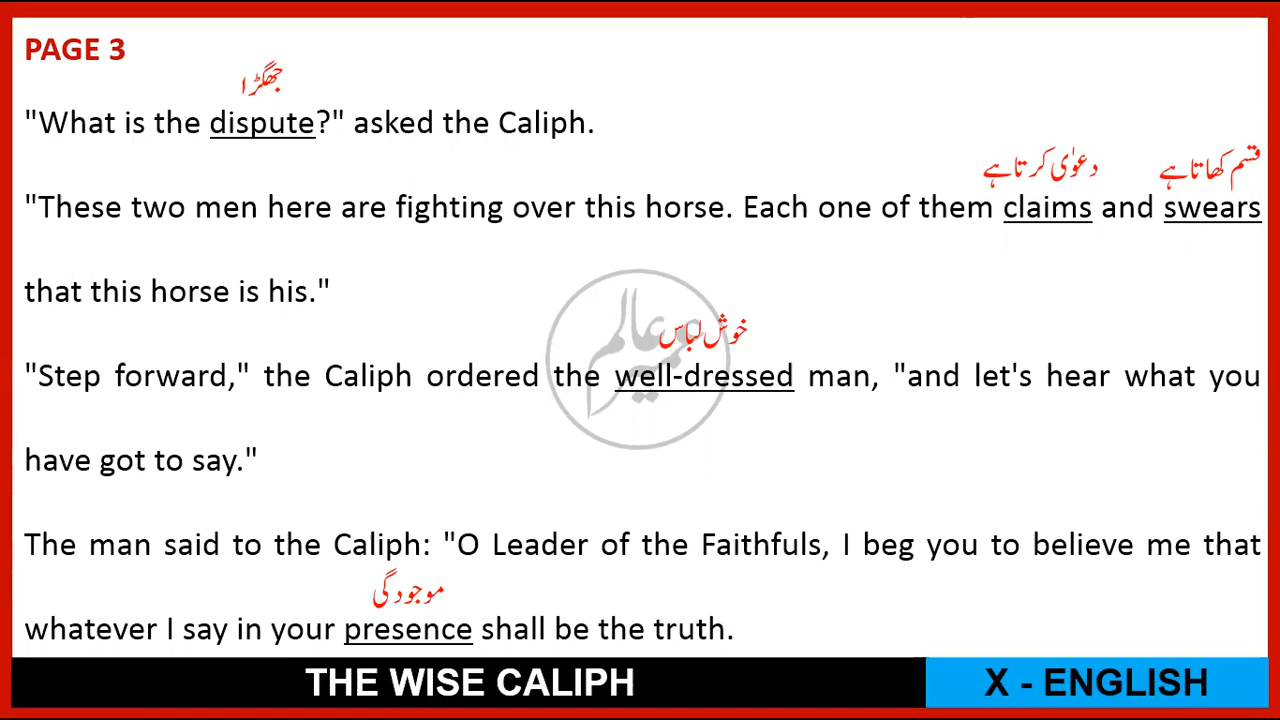 PAGE 3
جھگڑا
"What is the dispute?" asked the Caliph.
دعوٰی کرتا ہے قسم کھاتا ہے
"These two men here are fighting over this horse. Each one of them claims and swears
that this horse is his."
خوش لباس
"Step forward," the Caliph ordered the well-dressed man, "and let's hear what you
have got to say."
The man said to the Caliph: "O Leader of the Faithfuls, I beg you to believe me that
موجودگی
whatever I say in your presence shall be the truth.
عمیر عالم
THE WISE CALIPH
X - ENGLISH